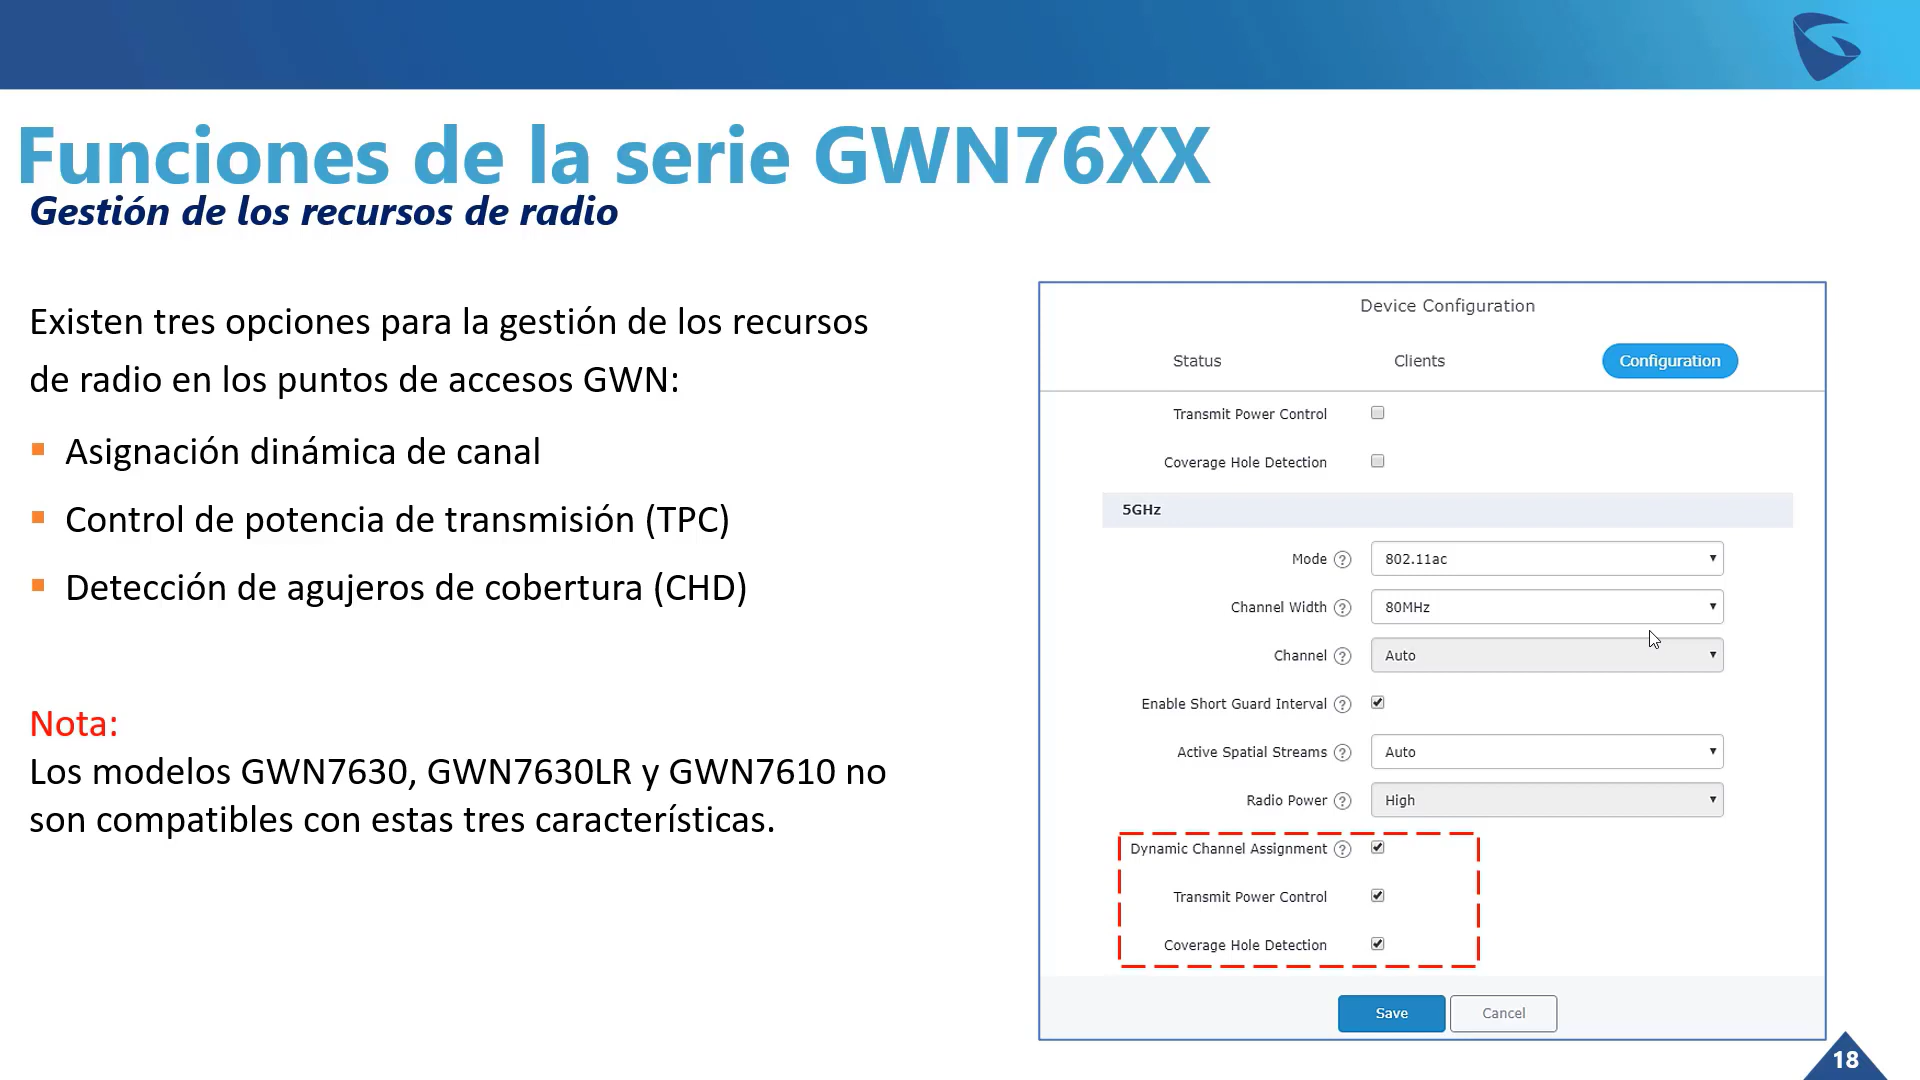 Funciones de la serie GWN76XX
Gestión de los recursos de radio
Existen tres opciones para la gestión de los recursos
de radio en los puntos de accesos GWN:
Asignación dinámica de canal
Control de potencia de transmisión (TPC)
Detección de agujeros de cobertura (CHD)
Nota:
Los modelos GWN7630, GWN7630LR y GWN7610 no
son compatibles con estas tres características.
Device Configuration
Status Clients Configuration
Transmit Power Control
Coverage Hole Detection
5GHz
Mode ? 802.11ac
Channel Width ? 80MHz
Channel ? Auto
Enable Short Guard Interval ?
Active Spatial Streams ? Auto
Radio Power ? High
Dynamic Channel Assignment ?
Transmit Power Control
Coverage Hole Detection
Save Cancel
18